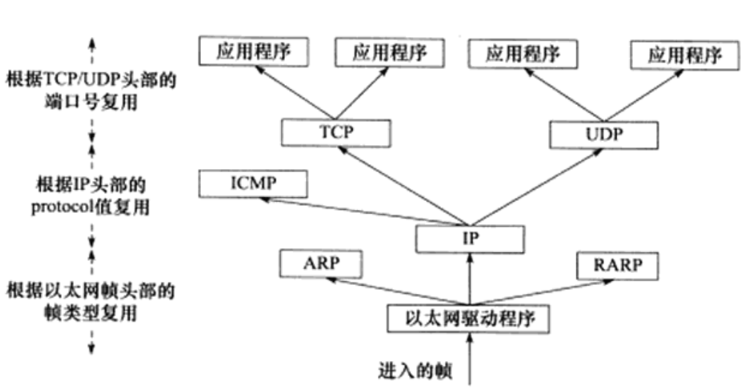 应用程序
应用程序
应用程序
应用程序
根据TCP/UDP头部的
端口号复用
TCP
UDP
根据IP头部的
protocol值复用
ICMP
IP
ARP
RARP
根据以太网帧头部的
帧类型复用
以太网驱动程序
进入的帧